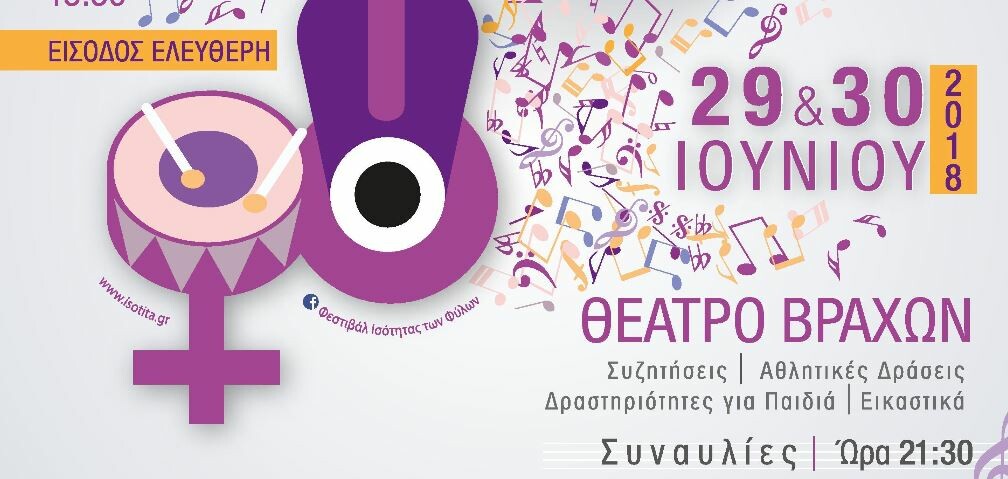 ΕΙΣΟΔΟΣ ΕΛΕΥΘΕΡΗ
29 & 30
2018
ΙΟΥΝΙΟΥ
www.isotita.gr
Φεστιβάλ Ισότητας των Φύλων
ΘΕΑΤΡΟ ΒΡΑΧΩΝ
Συζητήσεις | Αθλητικές Δράσεις
Δραστηριότητες για Παιδιά | Εικαστικά
Συναυλίες | Ώρα 21:30